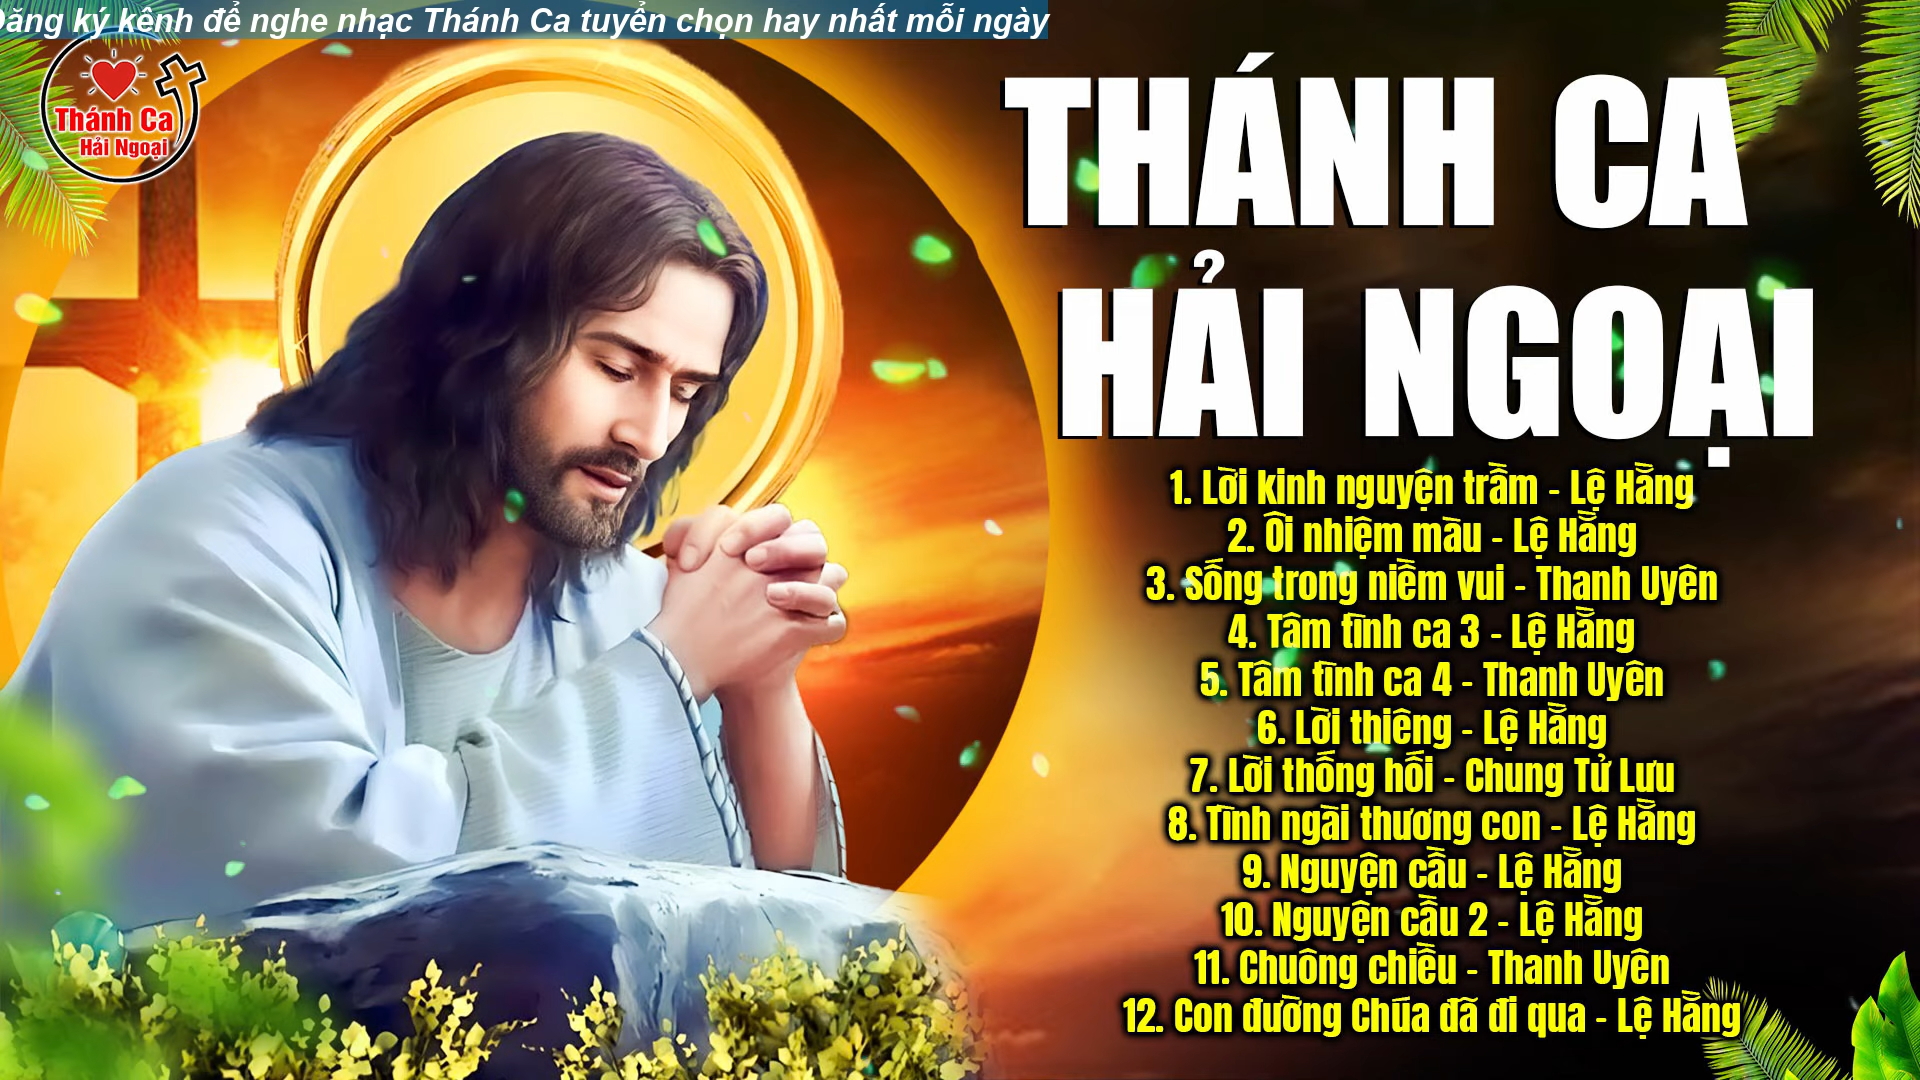 Đăng ký kênh để nghe nhạc Thánh Ca tuyển chọn hay nhất mỗi ngày
Thánh Ca
Hải Ngoại
THÁNH CA
HẢI NGOẠI
1. Lời kinh nguyện trầm - Lệ Hằng
2. Ôi nhiệm màu - Lệ Hằng
3. Sống trong niềm vui - Thanh Uyên
4. Tâm tình ca 3 - Lệ Hằng
5. Tâm tình ca 4 - Thanh Uyên
6. Lời thiêng - Lệ Hằng
7. Lời thống hối - Chung Tử Lưu
8. Tình ngài thương con - Lệ Hằng
9. Nguyện cầu - Lệ Hằng
10. Nguyện cầu 2 - Lệ Hằng
11. Chuông chiều - Thanh Uyên
12. Con đường Chúa đã đi qua - Lệ Hằng